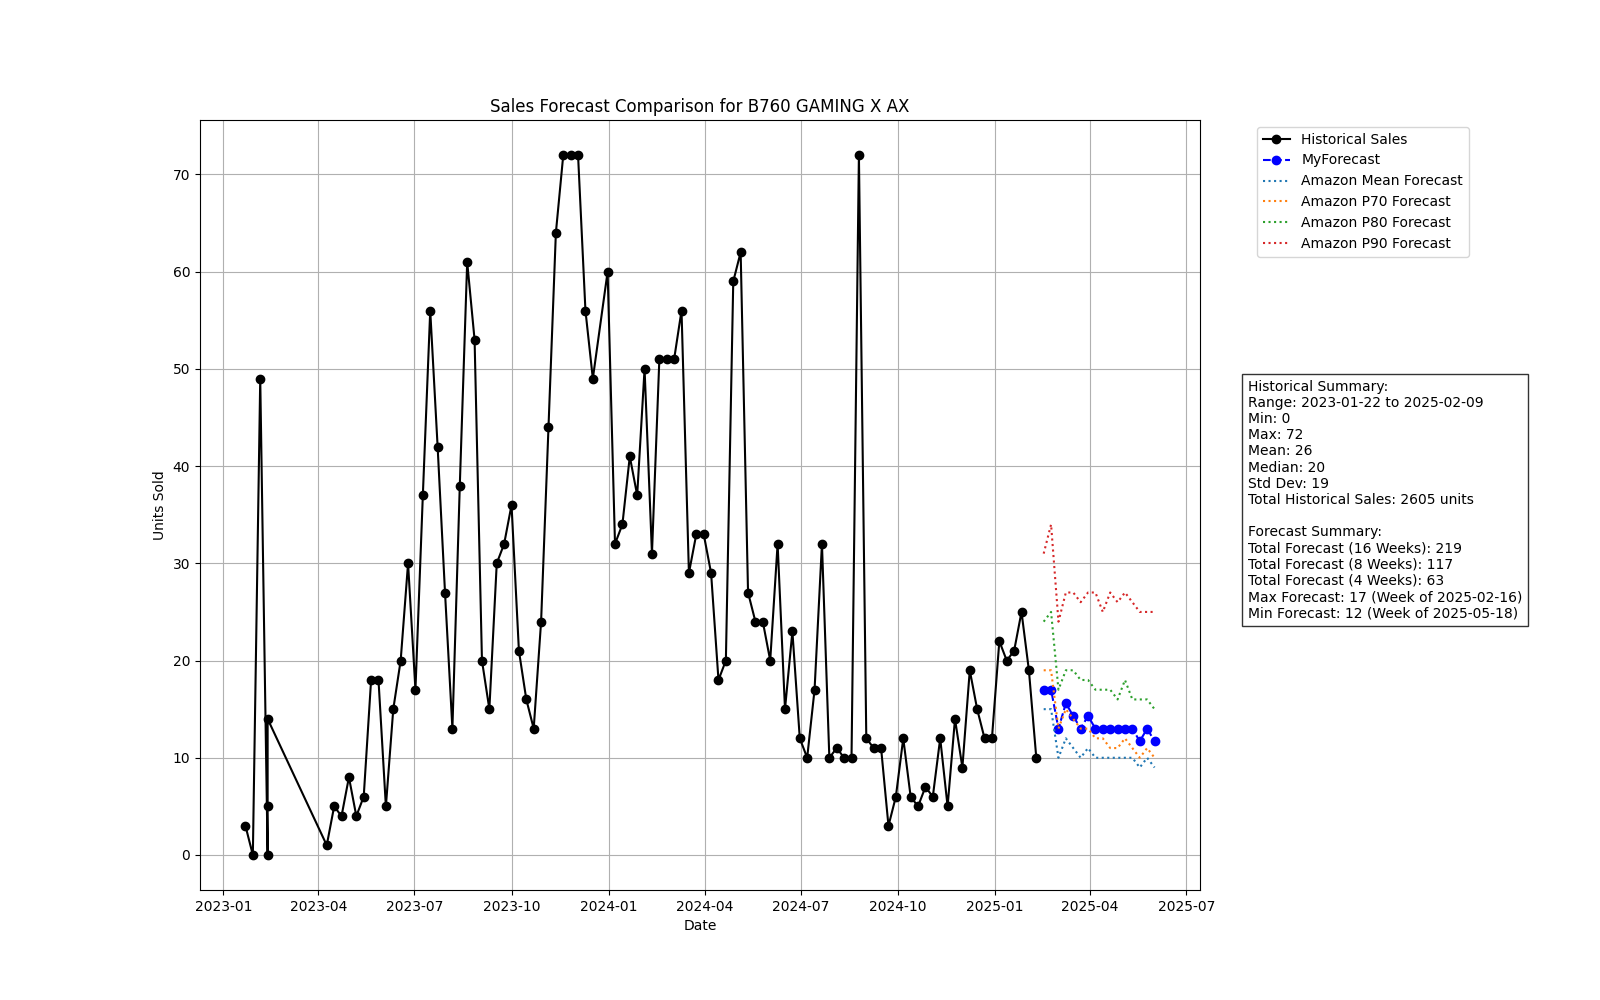 Sales Forecast Comparison for B760 GAMING X AX
Units Sold
70
60
50
40
30
20
10
0
2023-01
2023-04
2023-07
2023-10
2024-01
2024-04
2024-07
2024-10
2025-01
2025-04
2025-07
Date
Historical Sales
MyForecast
Amazon Mean Forecast
Amazon P70 Forecast
Amazon P80 Forecast
Amazon P90 Forecast
Historical Summary:
Range: 2023-01-22 to 2025-02-09
Min: 0
Max: 72
Mean: 26
Median: 20
Std Dev: 19
Total Historical Sales: 2605 units
Forecast Summary:
Total Forecast (16 Weeks): 219
Total Forecast (8 Weeks): 117
Total Forecast (4 Weeks): 63
Max Forecast: 17 (Week of 2025-02-16)
Min Forecast: 12 (Week of 2025-05-18)